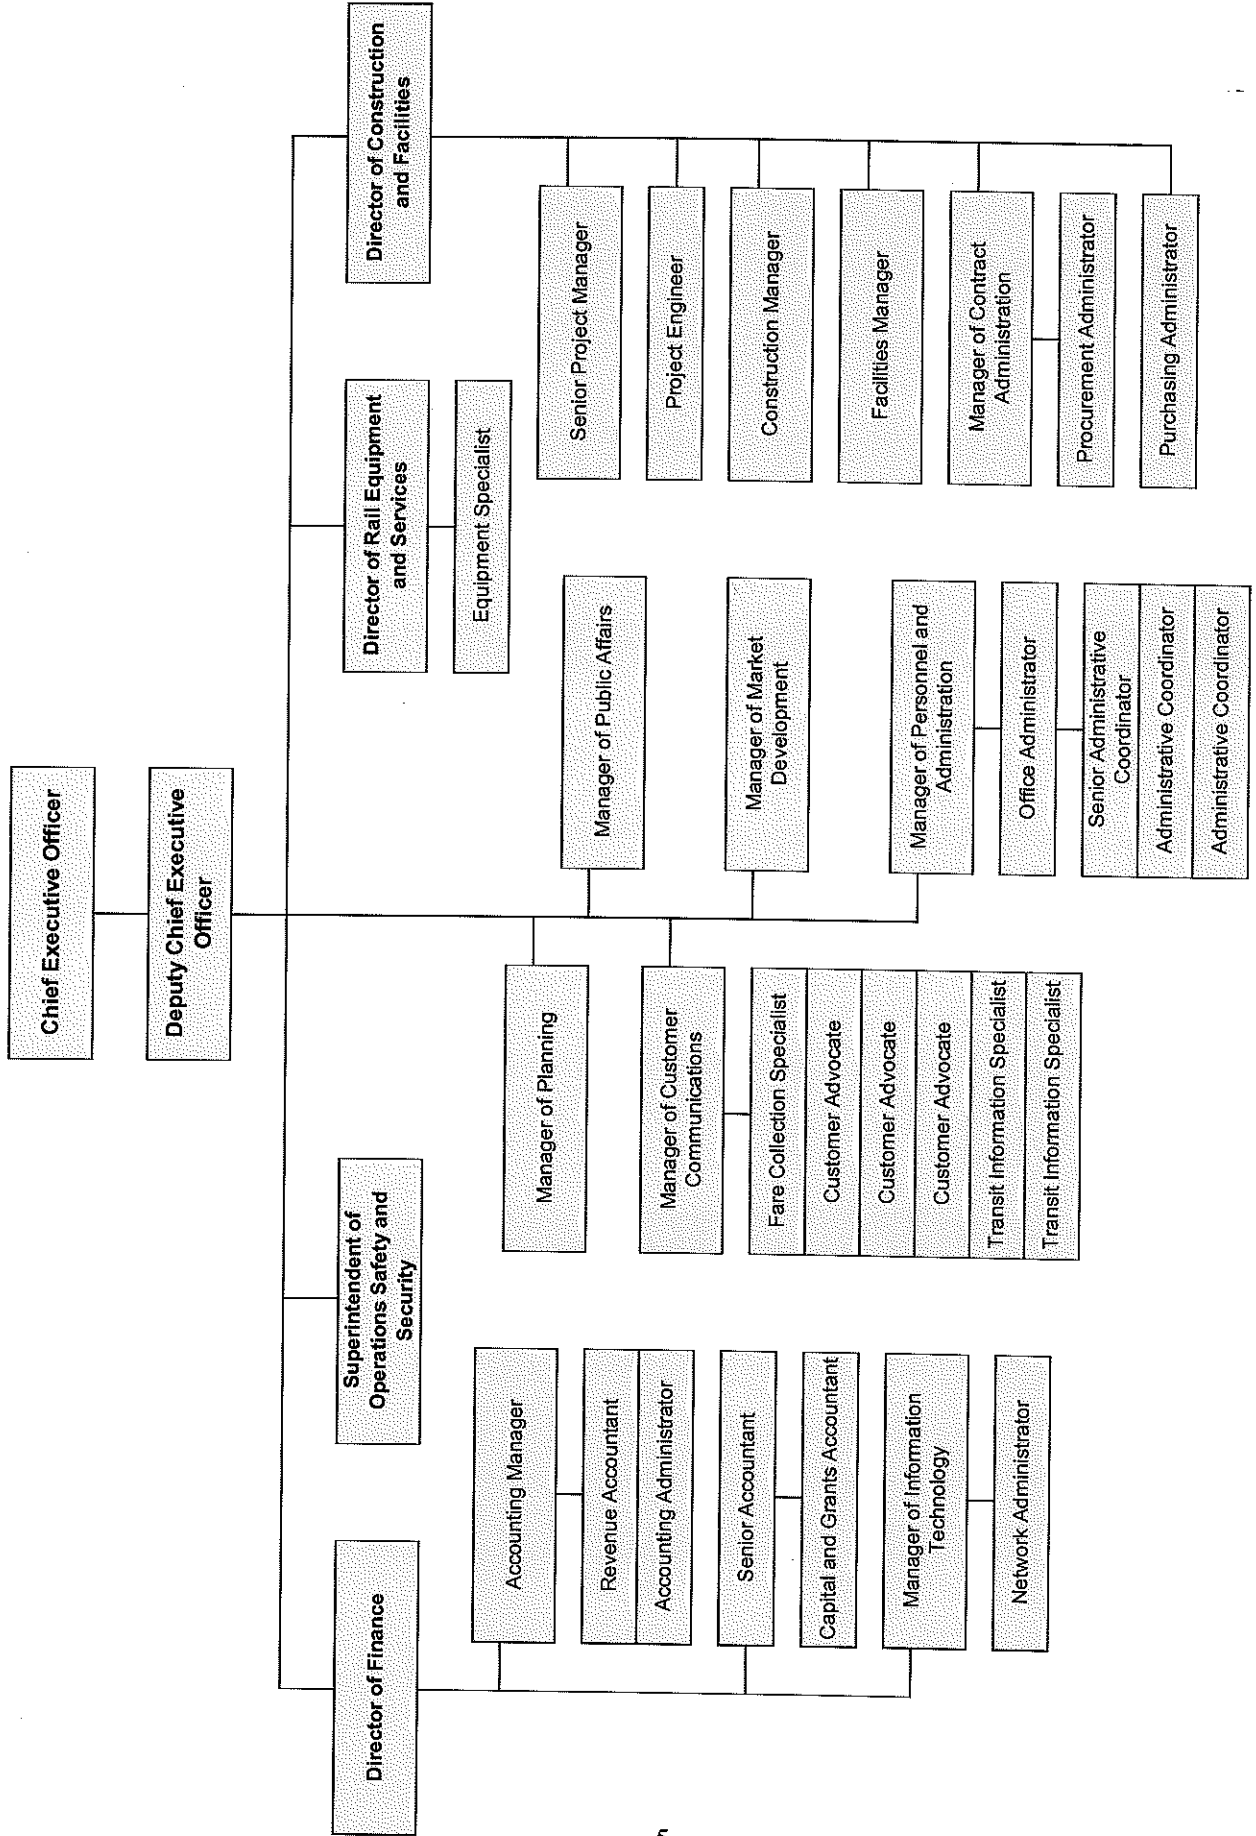 Chief Executive Officer
Deputy Chief Executive
Officer
Director of Finance
Superintendent of
Operations Safety and
Security
Director of Rail Equipment
and Services
Director of Construction
and Facilities
Accounting Manager
Revenue Accountant
Accounting Administrator
Senior Accountant
Capital and Grants Accountant
Manager of Information
Technology
Network Administrator
Manager of Planning
Manager of Customer
Communications
Fare Collection Specialist
Customer Advocate
Customer Advocate
Customer Advocate
Transit Information Specialist
Transit Information Specialist
Manager of Public Affairs
Manager of Market
Development
Manager of Personnel and
Administration
Office Administrator
Senior Administrative
Coordinator
Administrative Coordinator
Administrative Coordinator
Equipment Specialist
Senior Project Manager
Project Engineer
Construction Manager
Facilities Manager
Manager of Contract
Administration
Procurement Administrator
Purchasing Administrator
5